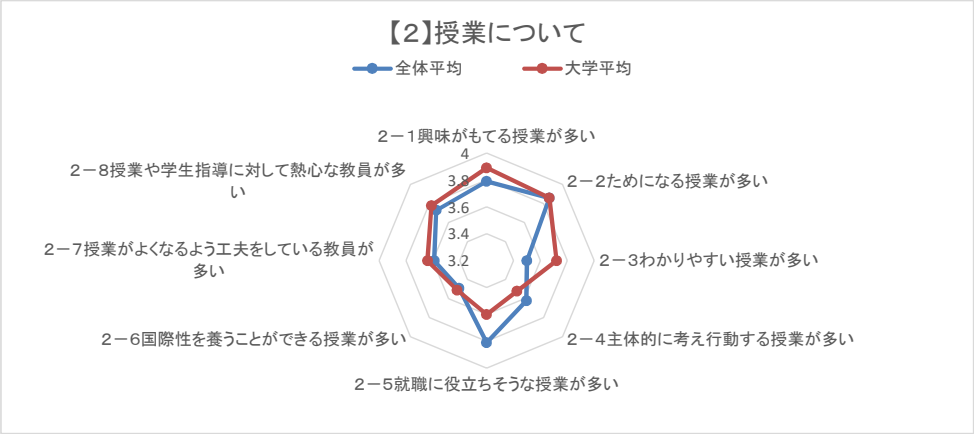 【２】授業について
全体平均
大学平均
２－１興味がもてる授業が多い
２－２ためになる授業が多い
２－３わかりやすい授業が多い
２－４主体的に考え行動する授業が多い
２－５就職に役立ちそうな授業が多い
２－６国際性を養うことができる授業が多い
２－７授業がよくなるよう工夫をしている教員が
多い
２－８授業や学生指導に対して熱心な教員が多
い
4
3.8
3.6
3.4
3.2